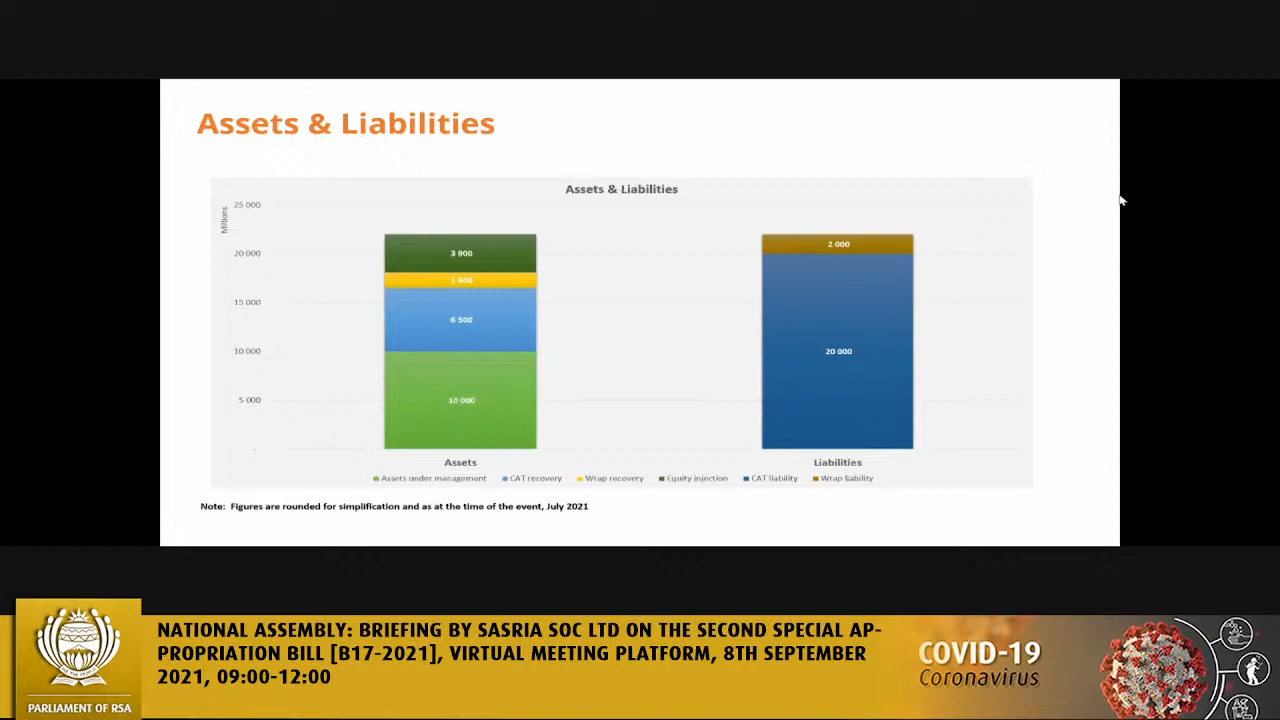 Assets & Liabilities
Assets & Liabilities
Millions
25 000
20 000
15 000
10 000
5 000
-
3 900
1 600
6 500
10 000
2 000
20 000
Assets
Liabilities
Assets under management CAT recovery Wrap recovery Equity injection CAT liability Wrap liability
Note: Figures are rounded for simplification and as at the time of the event, July 2021
NATIONAL ASSEMBLY: BRIEFING BY SASRIA SOC LTD ON THE SECOND SPECIAL AP-
PROPRIATION BILL [B17-2021], VIRTUAL MEETING PLATFORM, 8TH SEPTEMBER
2021, 09:00-12:00
PARLIAMENT OF RSA
COVID-19
Coronavirus